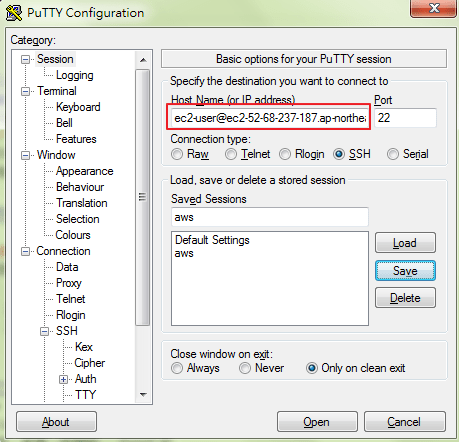 PuTTY Configuration
Category:
Session
Logging
Terminal
Keyboard
Bell
Features
Window
Appearance
Behaviour
Translation
Selection
Colours
Connection
Data
Proxy
Telnet
Rlogin
SSH
Kex
Cipher
Auth
TTY
Basic options for your PuTTY session
Specify the destination you want to connect to
Host Name (or IP address) Port
ec2-user@ec2-52-68-237-187.ap-northea 22
Connection type:
Raw Telnet Rlogin SSH Serial
Load, save or delete a stored session
Saved Sessions
aws
Default Settings
aws
Load
Save
Delete
Close window on exit:
Always Never Only on clean exit
About Open Cancel